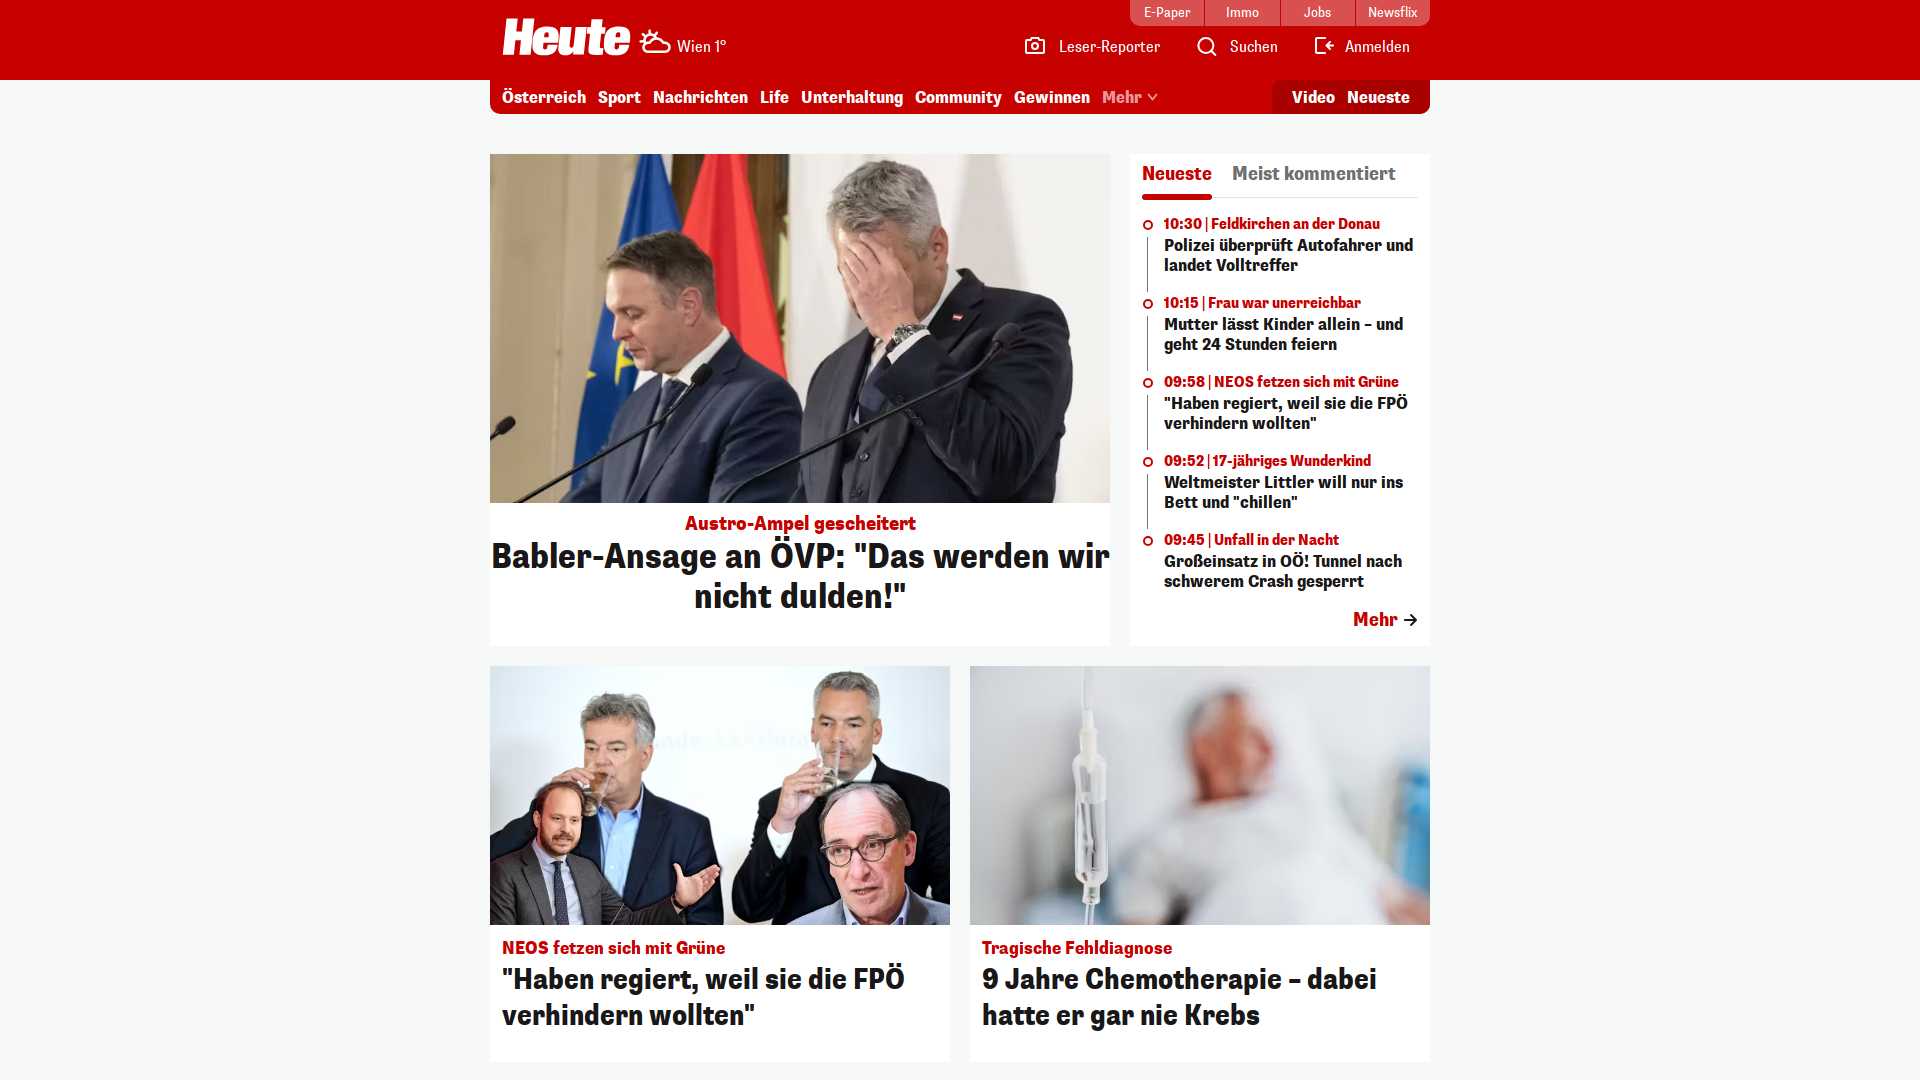 E-Paper
Immo
Jobs
Newsflix
Heute
Wien 1°
Leser-Reporter
Suchen
Anmelden
Österreich
Sport
Nachrichten
Life
Unterhaltung
Community
Gewinnen
Mehr
Video
Neueste
Austro-Ampel gescheitert
Babler-Ansage an ÖVP: "Das werden wir
nicht dulden!"
Neueste
Meist kommentiert
10:30 | Feldkirchen an der Donau
Polizei überprüft Autofahrer und
landet Volltreffer
10:15 | Frau war unerreichbar
Mutter lässt Kinder allein – und
geht 24 Stunden feiern
09:58 | NEOS fetzen sich mit Grüne
"Haben regiert, weil sie die FPÖ
verhindern wollten"
09:52 | 17-jähriges Wunderkind
Weltmeister Littler will nur ins
Bett und "chillen"
09:45 | Unfall in der Nacht
Großeinsatz in OÖ! Tunnel nach
schwerem Crash gesperrt
Mehr
NEOS fetzen sich mit Grüne
"Haben regiert, weil sie die FPÖ
verhindern wollten"
Tragische Fehldiagnose
9 Jahre Chemotherapie – dabei
hatte er gar nie Krebs